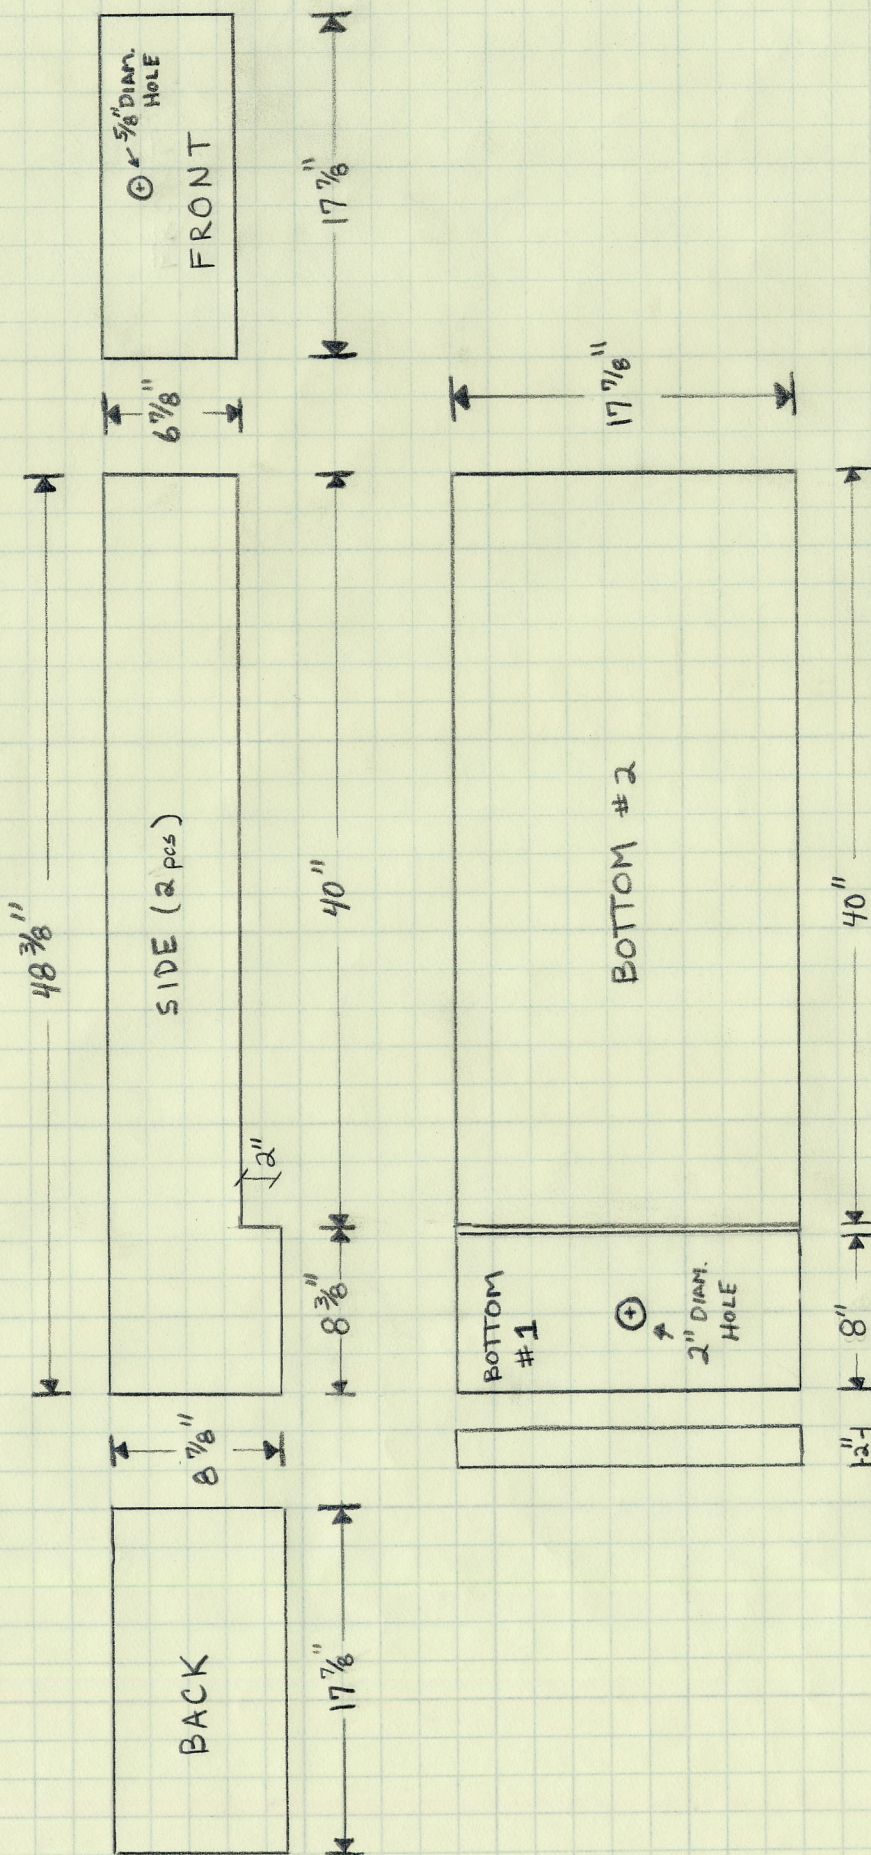 48 3/8"
BACK
8 7/8"
SIDE (2 pcs)
2"
6 7/8"
5/8" DIAM.
HOLE
FRONT
17 7/8"
8 3/8"
40"
17 7/8"
BOTTOM
#1
2" DIAM.
HOLE
BOTTOM #2
17 7/8"
2"
8"
40"